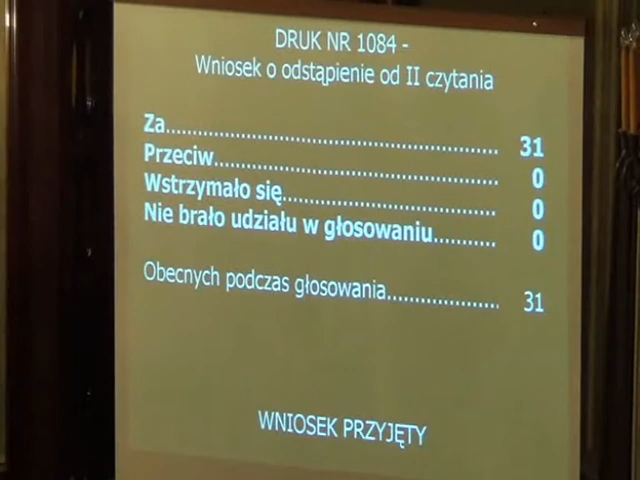 DRUK NR 1084 -
Wniosek o odstąpienie od II czytania
Za.................................................... 31
Przeciw............................................ 0
Wstrzymało się................................. 0
Nie brało udziału w głosowaniu.......... 0
Obecnych podczas głosowania.................. 31
WNIOSEK PRZYJĘTY